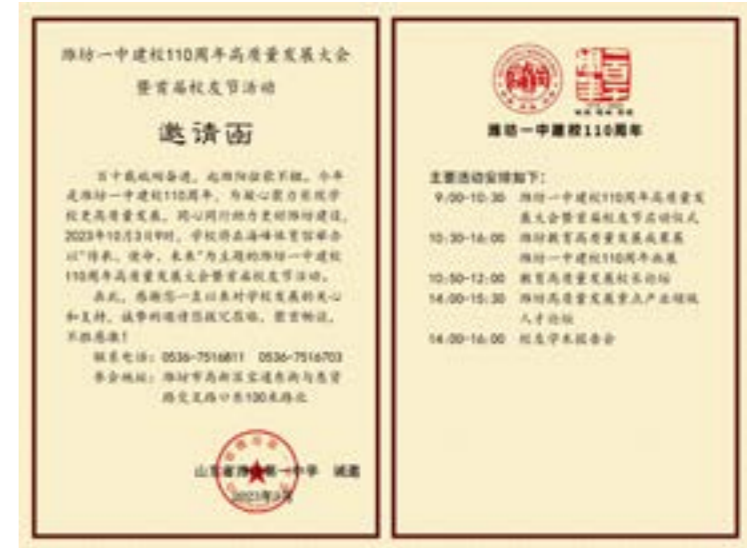 潍坊一中建校110周年高质量发展大会
暨首届校友节活动
邀请函
百十载砥砺奋进，起潍阳征歌不辍。今年
是潍坊一中建校110周年，为凝心聚力实现学
校更高质量发展，同心同行助力更好潍坊建设，
2023年10月3日9时，学校将在海峰体育馆举办
以“传承、使命、未来”为主题的潍坊一中建校
110周年高质量发展大会暨首届校友节活动。
在此，感谢您一直以来对学校发展的关心
和支持，诚挚的邀请您拨冗莅临，欢言畅谈，
不胜感激！
联系电话：0536-7516811 0536-7516703
举会地址：潍坊市高新区宝通东街与惠贤
路交叉路口东100米路北
山东省潍坊第一中学 诚邀
2023年9月
潍坊一中建校110周年
主要活动安排如下：
9:00-10:30 潍坊一中建校110周年高质量发
展大会暨首届校友节启动仪式
10:30-16:00 潍坊教育高质量发展成果展
潍坊一中建校110周年画展
10:50-12:00 教育高质量发展校长论坛
14:00-15:30 潍坊高质量发展重点产业领域
人才论坛
14:00-16:00 校友学术报告会